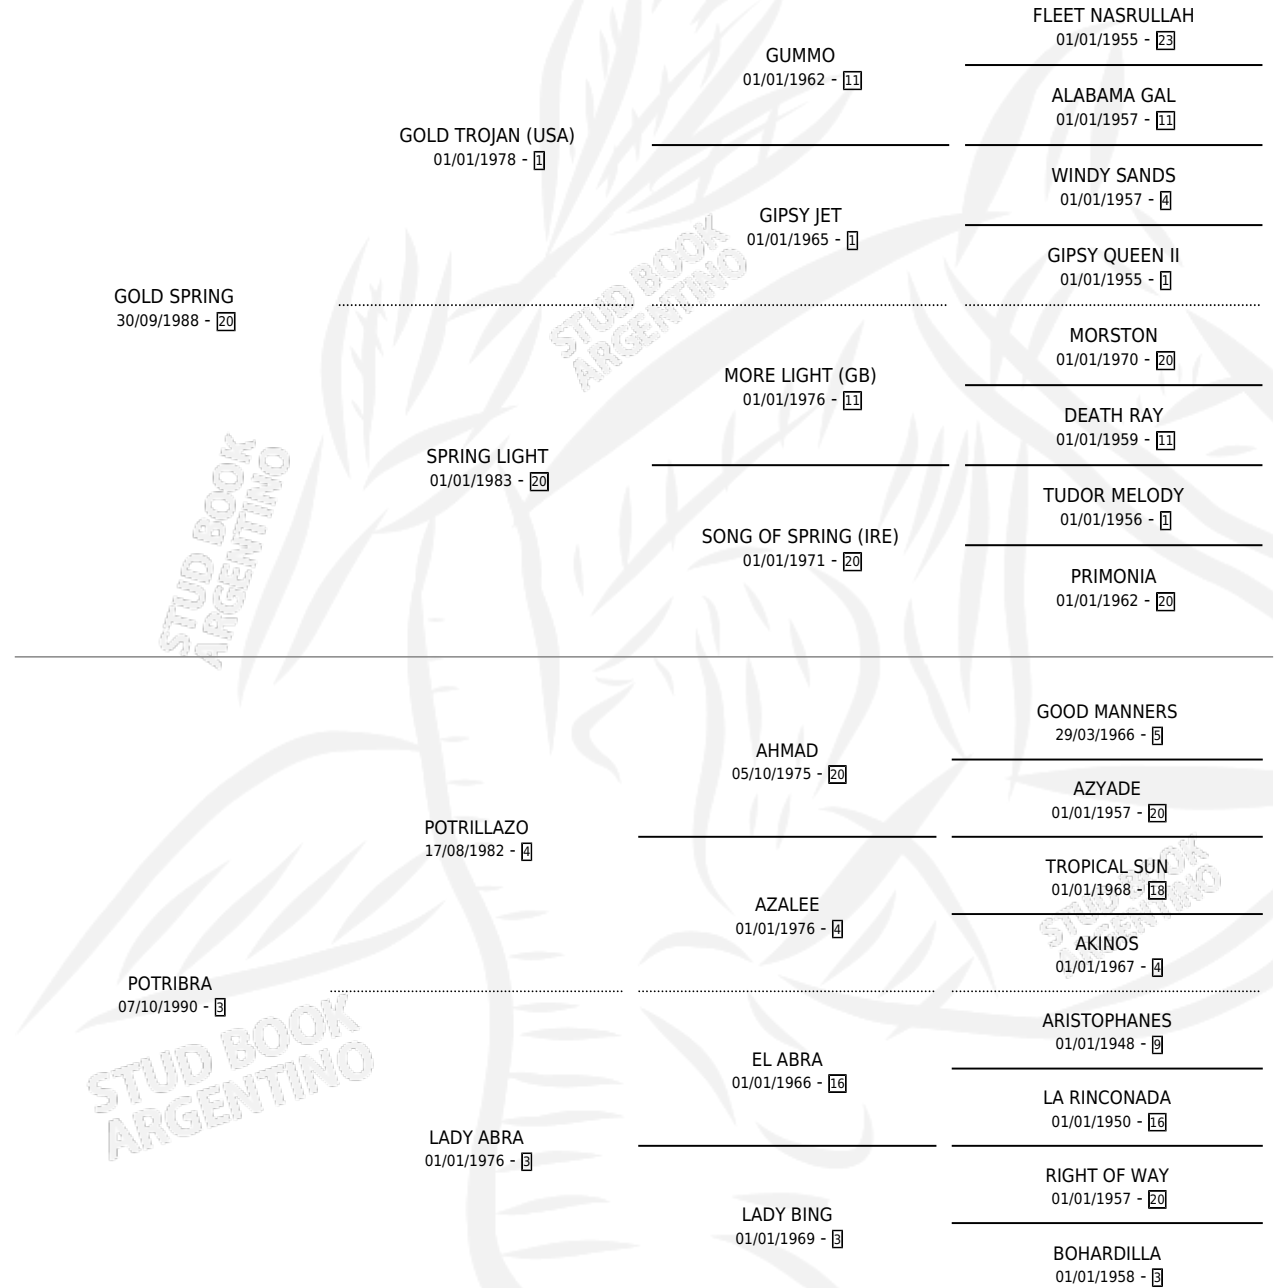 FLEET NASRULLAH
01/01/1955 - 23
GUMMO
01/01/1962 - 11
ALABAMA GAL
01/01/1957 - 11
GOLD TROJAN (USA)
01/01/1978 - 1
WINDY SANDS
01/01/1957 - 4
GIPSY JET
01/01/1965 - 1
GIPSY QUEEN II
01/01/1955 - 1
GOLD SPRING
30/09/1988 - 20
MORSTON
01/01/1970 - 20
MORE LIGHT (GB)
01/01/1976 - 11
DEATH RAY
01/01/1959 - 11
SPRING LIGHT
01/01/1983 - 20
TUDOR MELODY
01/01/1956 - 1
SONG OF SPRING (IRE)
01/01/1971 - 20
PRIMONIA
01/01/1962 - 20
GOOD MANNERS
29/03/1966 - 5
AHMAD
05/10/1975 - 20
AZYADE
01/01/1957 - 20
POTRILLAZO
17/08/1982 - 4
TROPICAL SUN
01/01/1968 - 18
AZALEE
01/01/1976 - 4
AKINOS
01/01/1967 - 4
POTRIBRA
07/10/1990 - 3
ARISTOPHANES
01/01/1948 - 9
EL ABRA
01/01/1966 - 16
LA RINCONADA
01/01/1950 - 16
LADY ABRA
01/01/1976 - 3
RIGHT OF WAY
01/01/1957 - 20
LADY BING
01/01/1969 - 3
BOHARDILLA
01/01/1958 - 3
STUD BOOK
ARGENTINO
STUD BOOK
ARGENTINO
STUD BOOK
ARGENTINO
STUD BOOK
ARGENTINO